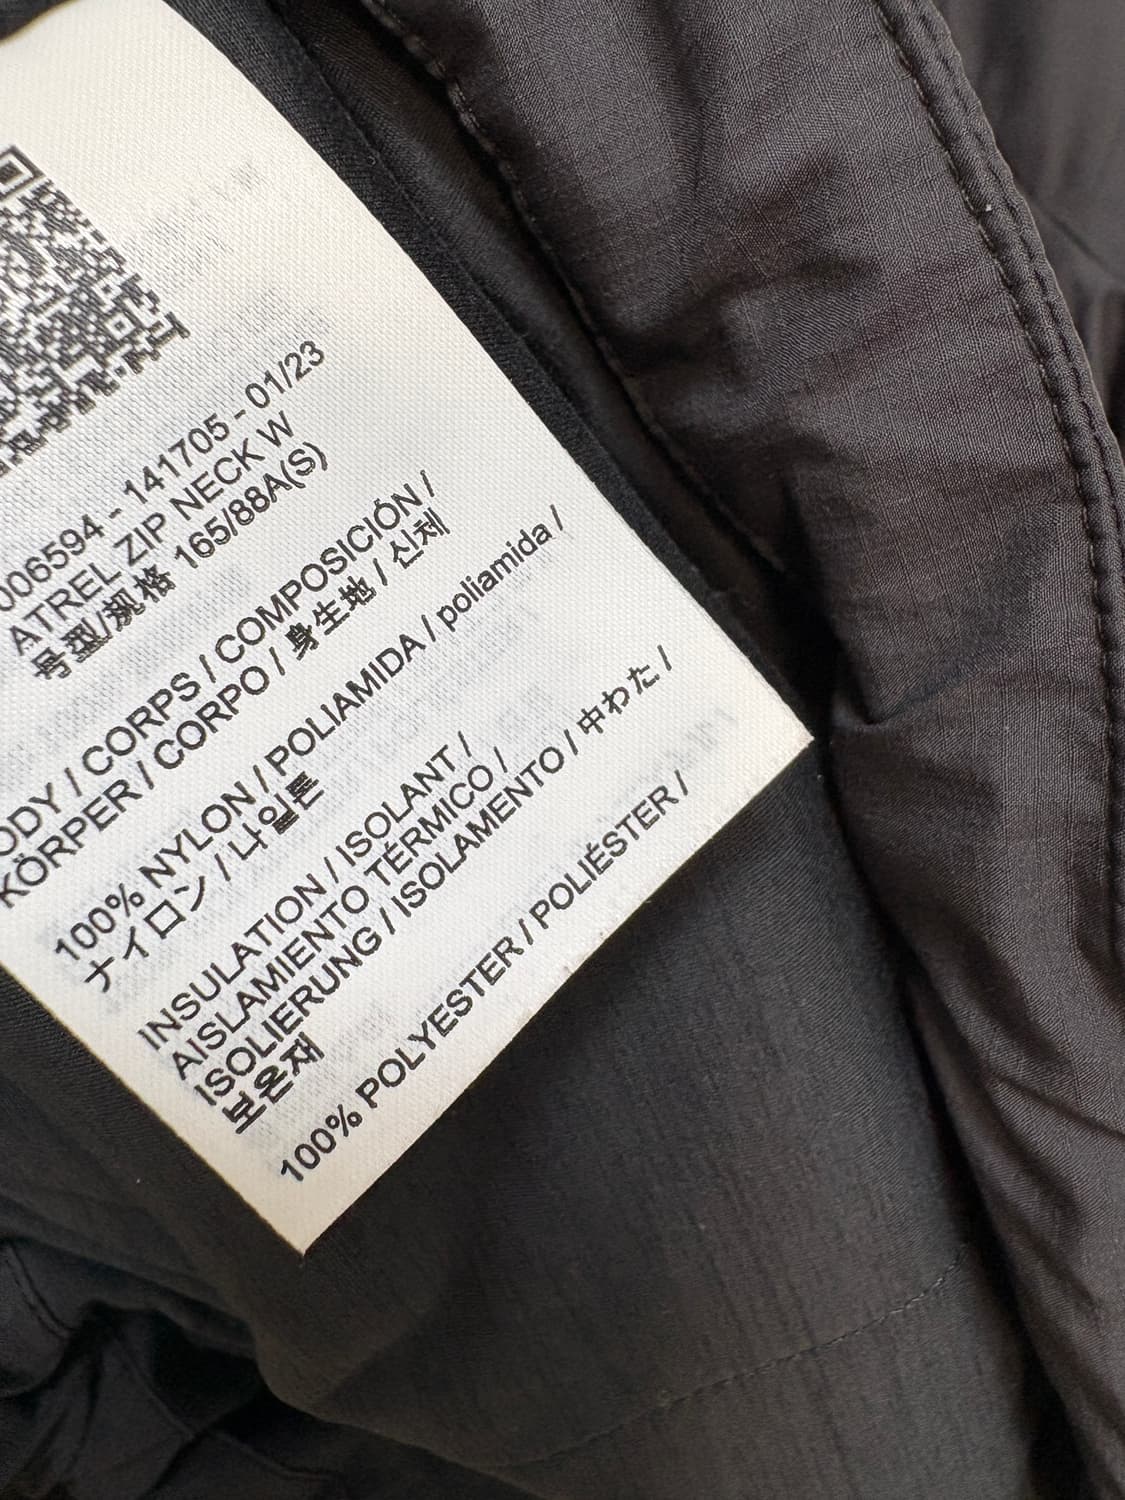 006594 - 141705 - 01/23
ATREL ZIP NECK W
号型/规格 165/88A(S)
ODY / CORPS / COMPOSICIÓN /
KÖRPER / CORPO / 身生地 / 신체
100% NYLON / POLIAMIDA / poliamida /
ナイロン / 나일론
INSULATION / ISOLANT /
AISLAMIENTO TÉRMICO /
ISOLIERUNG / ISOLAMENTO / 中わた /
보온재
100% POLYESTER / POLIÉSTER /